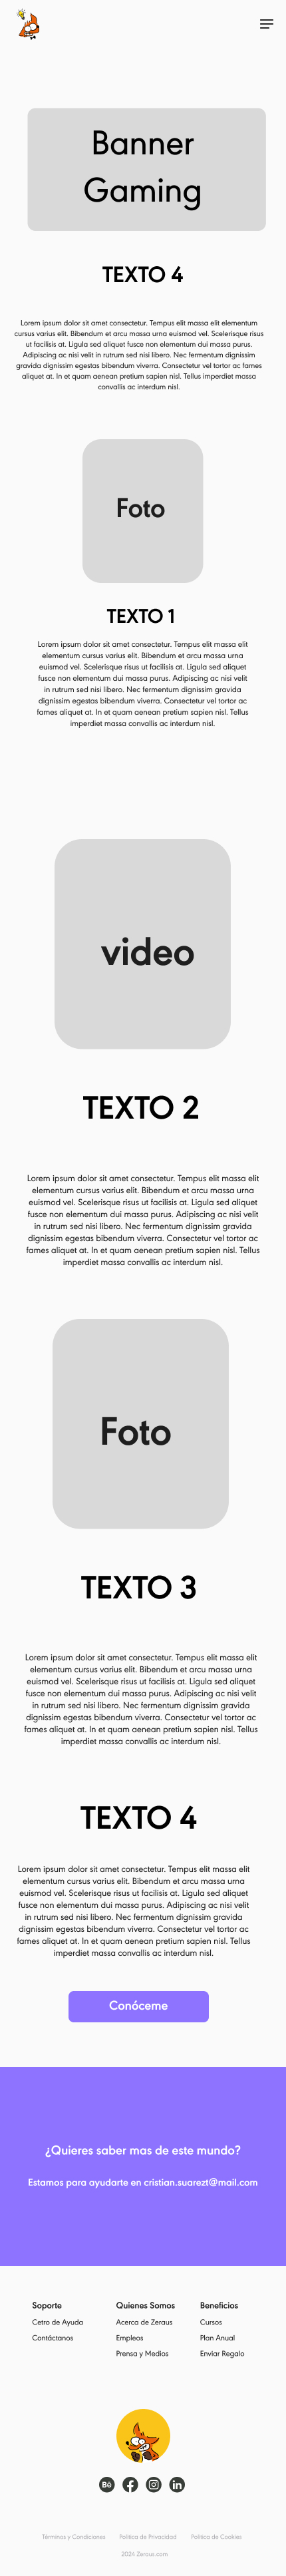 Banner
Gaming
TEXTO 4
Lorem ipsum dolor sit amet consectetur. Tempus elit massa elit elementum
cursus varius elit. Bibendum et arcu massa urna euismod vel. Scelerisque risus
ut facilisis at. Ligula sed aliquet fusce non elementum dui massa purus.
Adipiscing ac nisi velit in rutrum sed nisi libero. Nec fermentum dignissim
gravida dignissim egestas bibendum viverra. Consectetur vel tortor ac fames
aliquet at. In et quam aenean pretium sapien nisl. Tellus imperdiet massa
convallis ac interdum nisl.
Foto
TEXTO 1
Lorem ipsum dolor sit amet consectetur. Tempus elit massa elit
elementum cursus varius elit. Bibendum et arcu massa urna
euismod vel. Scelerisque risus ut facilisis at. Ligula sed aliquet
fusce non elementum dui massa purus. Adipiscing ac nisi velit
in rutrum sed nisi libero. Nec fermentum dignissim gravida
dignissim egestas bibendum viverra. Consectetur vel tortor ac
fames aliquet at. In et quam aenean pretium sapien nisl. Tellus
imperdiet massa convallis ac interdum nisl.
video
TEXTO 2
Lorem ipsum dolor sit amet consectetur. Tempus elit massa elit
elementum cursus varius elit. Bibendum et arcu massa urna
euismod vel. Scelerisque risus ut facilisis at. Ligula sed aliquet
fusce non elementum dui massa purus. Adipiscing ac nisi velit
in rutrum sed nisi libero. Nec fermentum dignissim gravida
dignissim egestas bibendum viverra. Consectetur vel tortor ac
fames aliquet at. In et quam aenean pretium sapien nisl. Tellus
imperdiet massa convallis ac interdum nisl.
Foto
TEXTO 3
Lorem ipsum dolor sit amet consectetur. Tempus elit massa elit
elementum cursus varius elit. Bibendum et arcu massa urna
euismod vel. Scelerisque risus ut facilisis at. Ligula sed aliquet
fusce non elementum dui massa purus. Adipiscing ac nisi velit
in rutrum sed nisi libero. Nec fermentum dignissim gravida
dignissim egestas bibendum viverra. Consectetur vel tortor ac
fames aliquet at. In et quam aenean pretium sapien nisl. Tellus
imperdiet massa convallis ac interdum nisl.
TEXTO 4
Lorem ipsum dolor sit amet consectetur. Tempus elit massa elit
elementum cursus varius elit. Bibendum et arcu massa urna
euismod vel. Scelerisque risus ut facilisis at. Ligula sed aliquet
fusce non elementum dui massa purus. Adipiscing ac nisi velit
in rutrum sed nisi libero. Nec fermentum dignissim gravida
dignissim egestas bibendum viverra. Consectetur vel tortor ac
fames aliquet at. In et quam aenean pretium sapien nisl. Tellus
imperdiet massa convallis ac interdum nisl.
Conóceme
¿Quieres saber mas de este mundo?
Estamos para ayudarte en cristian.suarezt@mail.com
Soporte
Cetro de Ayuda
Contáctanos
Quienes Somos
Acerca de Zeraus
Empleos
Prensa y Medios
Beneficios
Cursos
Plan Anual
Enviar Regalo
Bē
in
Términos y Condiciones Política de Privacidad Política de Cookies
2024 Zeraus.com